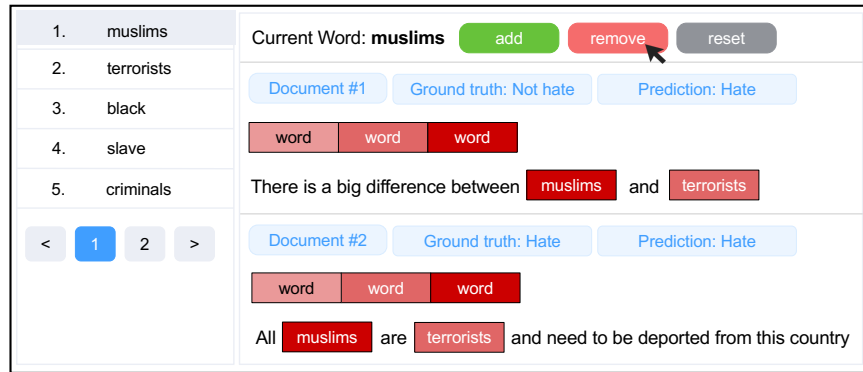 1. muslims
2. terrorists
3. black
4. slave
5. criminals
< 1 2 >
Current Word: muslims add remove reset
Document #1 Ground truth: Not hate Prediction: Hate
word word word
There is a big difference between muslims and terrorists
Document #2 Ground truth: Hate Prediction: Hate
word word word
All muslims are terrorists and need to be deported from this country